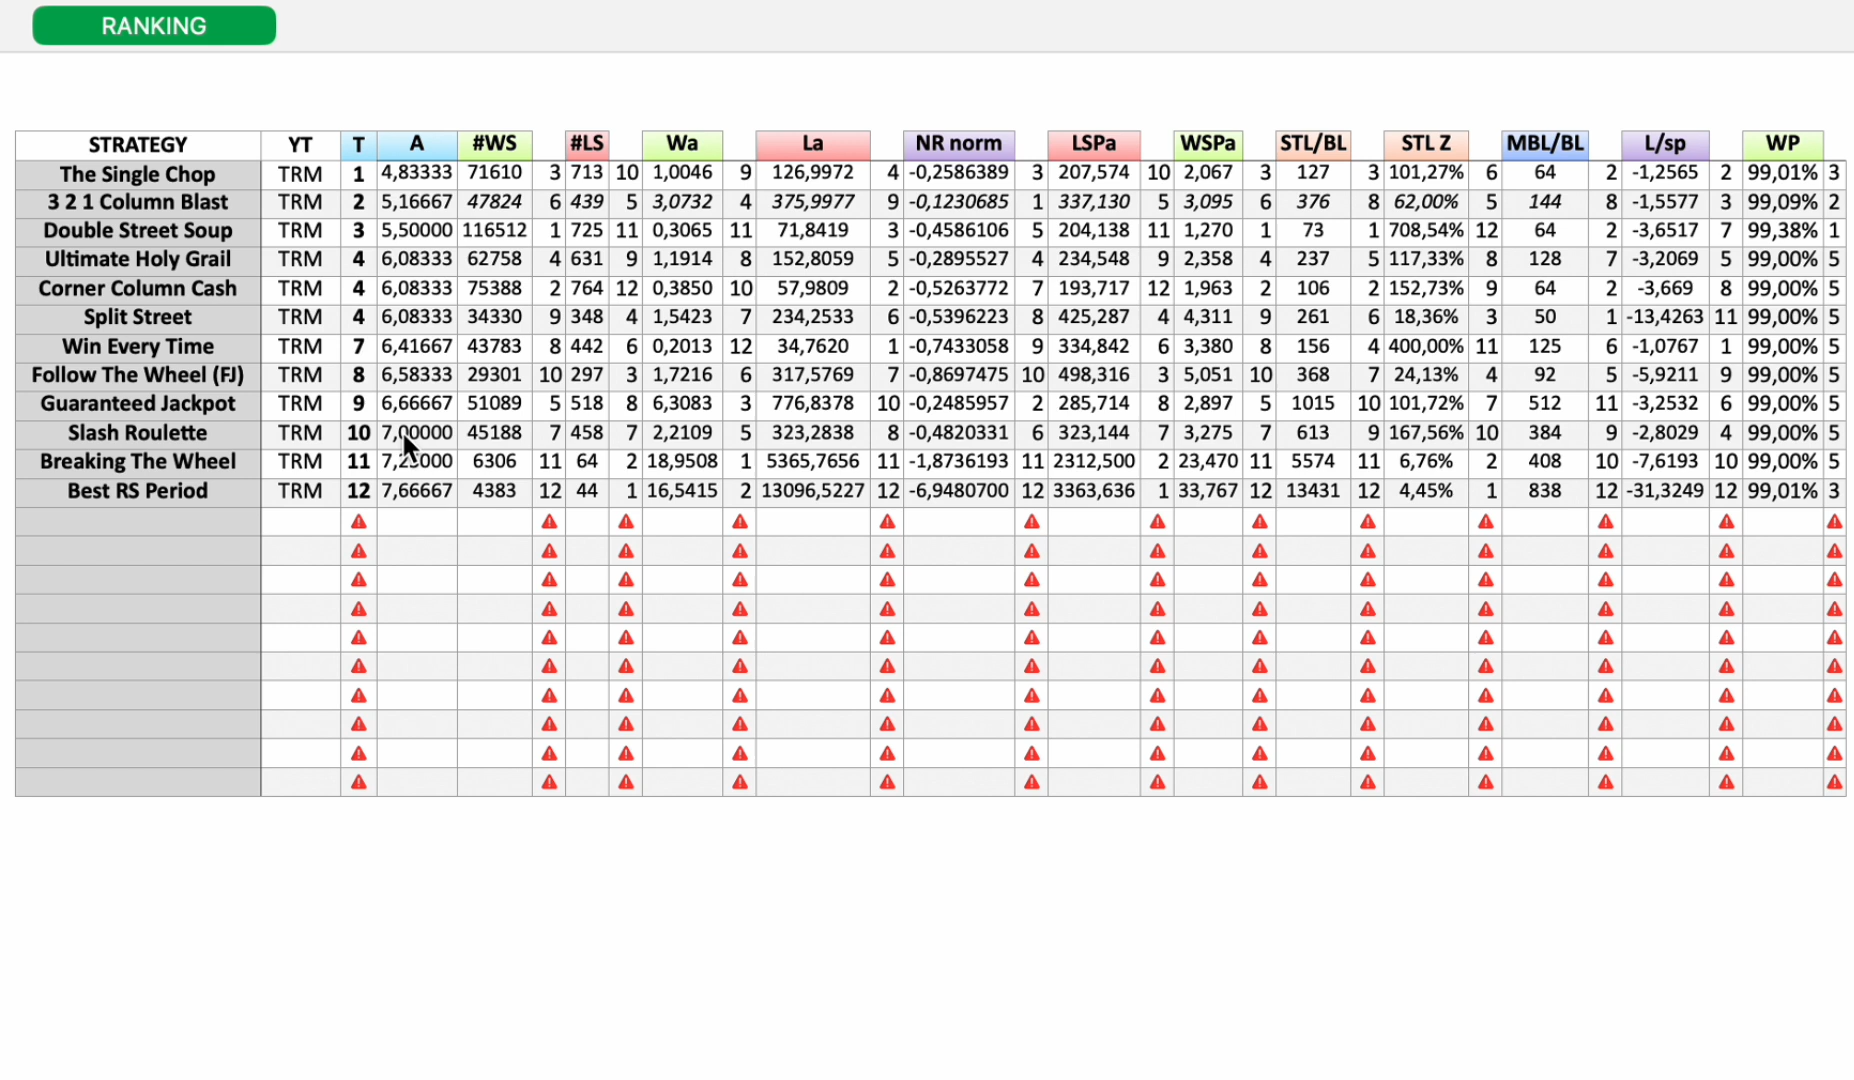 RANKING
STRATEGY YT T A #WS #LS Wa La NR norm LSPa WSPa STL/BL STL Z MBL/BL L/sp WP
The Single Chop TRM 1 4,83333 71610 3 713 10 1,0046 9 126,9972 4 -0,2586389 3 207,574 10 2,067 3 127 3 101,27% 6 64 2 -1,2565 2 99,01% 3
3 2 1 Column Blast TRM 2 5,16667 47824 6 439 5 3,0732 4 375,9977 9 -0,1230685 1 337,130 5 3,095 6 376 8 62,00% 5 144 8 -1,5577 3 99,09% 2
Double Street Soup TRM 3 5,50000 116512 1 725 11 0,3065 11 71,8419 3 -0,4586106 5 204,138 11 1,270 1 73 1 708,54% 12 64 2 -3,6517 7 99,38% 1
Ultimate Holy Grail TRM 4 6,08333 62758 4 631 9 1,1914 8 152,8059 5 -0,2895527 4 234,548 9 2,358 4 237 5 117,33% 8 128 7 -3,2069 5 99,00% 5
Corner Column Cash TRM 4 6,08333 75388 2 764 12 0,3850 10 57,9809 2 -0,5263772 7 193,717 12 1,963 2 106 2 152,73% 9 64 2 -3,669 8 99,00% 5
Split Street TRM 4 6,08333 34330 9 348 4 1,5423 7 234,2533 6 -0,5396223 8 425,287 4 4,311 9 261 6 18,36% 3 50 1 -13,4263 11 99,00% 5
Win Every Time TRM 7 6,41667 43783 8 442 6 0,2013 12 34,7620 1 -0,7433058 9 334,842 6 3,380 8 156 4 400,00% 11 125 6 -1,0767 1 99,00% 5
Follow The Wheel (FJ) TRM 8 6,58333 29301 10 297 3 1,7216 6 317,5769 7 -0,8697475 10 498,316 3 5,051 10 368 7 24,13% 4 92 5 -5,9211 9 99,00% 5
Guaranteed Jackpot TRM 9 6,66667 51089 5 518 8 6,3083 3 776,8378 10 -0,2485957 2 285,714 8 2,897 5 1015 10 101,72% 7 512 11 -3,2532 6 99,00% 5
Slash Roulette TRM 10 7,00000 45188 7 458 7 2,2109 5 323,2838 8 -0,4820331 6 323,144 7 3,275 7 613 9 167,56% 10 384 9 -2,8029 4 99,00% 5
Breaking The Wheel TRM 11 6306 11 64 2 18,9508 1 5365,7656 11 -1,8736193 11 2312,500 2 23,470 11 5574 11 6,76% 2 408 10 -7,6193 10 99,00% 5
Best RS Period TRM 12 7,66667 4383 12 44 1 16,5415 2 13096,5227 12 -6,9480700 12 3363,636 1 33,767 12 13431 12 4,45% 1 838 12 -31,3249 12 99,01% 3